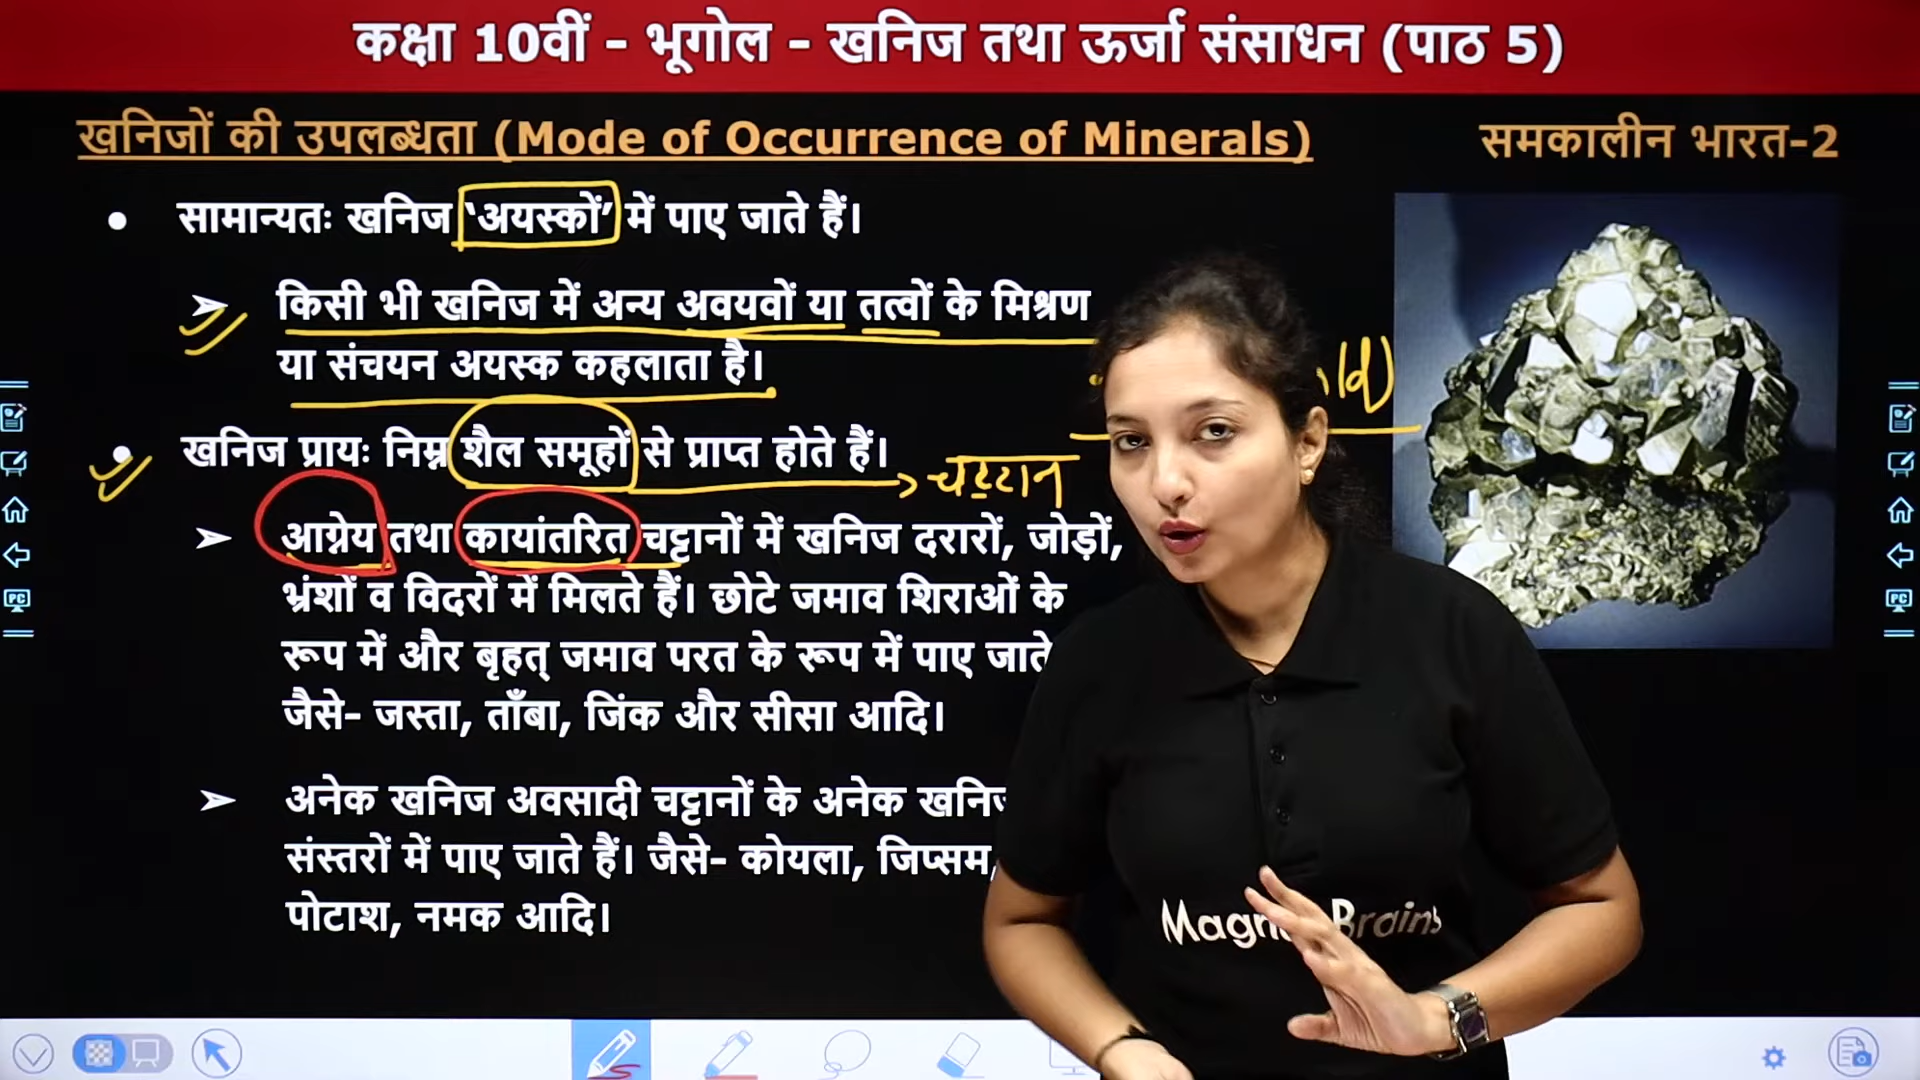 कक्षा 10वीं - भूगोल - खनिज तथा ऊर्जा संसाधन (पाठ 5)
खनिजों की उपलब्धता (Mode of Occurrence of Minerals)
समकालीन भारत-2
सामान्यतः खनिज ‘अयस्कों’ में पाए जाते हैं।
किसी भी खनिज में अन्य अवयवों या तत्वों के मिश्रण
या संचयन अयस्क कहलाता है।
खनिज प्रायः निम्न शैल समूहों से प्राप्त होते हैं।
चट्टान
आग्नेय तथा कायांतरित चट्टानों में खनिज दरारों, जोड़ों,
भ्रंशों व विदरों में मिलते हैं। छोटे जमाव शिराओं के
रूप में और बृहत् जमाव परत के रूप में पाए जाते
जैसे- जस्ता, ताँबा, जिंक और सीसा आदि।
अनेक खनिज अवसादी चट्टानों के अनेक
संस्तरों में पाए जाते हैं। जैसे- कोयला, जिप्सम,
पोटाश, नमक आदि।
PC
PC